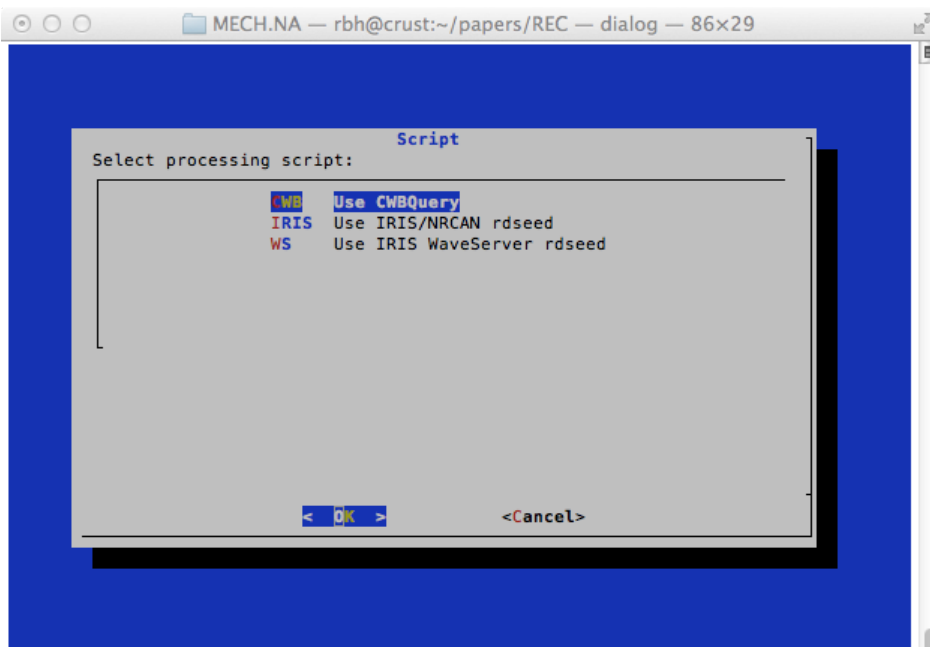 MECH.NA — rbh@crust:~/papers/REC — dialog — 86×29
Script
Select processing script:
CWB Use CWBQuery
IRIS Use IRIS/NRCAN rdseed
WS Use IRIS WaveServer rdseed
< OK > <Cancel>